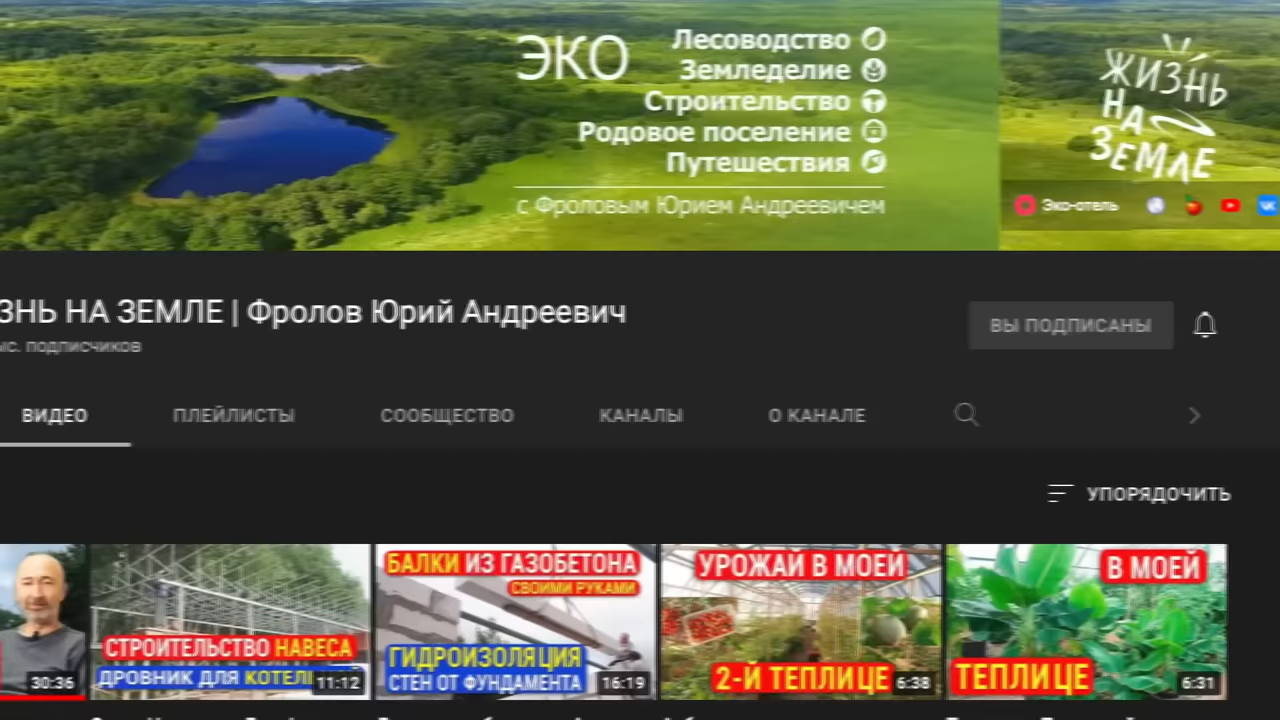 ЭКО
Лесоводство
Земледелие
Строительство
Родовое поселение
Путешествия
с Фроловым Юрием Андреевичем
ЖИЗНЬ
НА
ЗЕМЛЕ
Эко-отель
ЗНЬ НА ЗЕМЛЕ | Фролов Юрий Андреевич
ыс. подписчиков
ВЫ ПОДПИСАНЫ
ВИДЕО ПЛЕЙЛИСТЫ СООБЩЕСТВО КАНАЛЫ О КАНАЛЕ
УПОРЯДОЧИТЬ
30:36
СТРОИТЕЛЬСТВО НАВЕСА
ДРОВНИК ДЛЯ КОТЕЛ
11:12
БАЛКИ ИЗ ГАЗОБЕТОНА
СВОИМИ РУКАМИ
ГИДРОИЗОЛЯЦИЯ
СТЕН ОТ ФУНДАМЕНТА
16:19
УРОЖАЙ В МОЕЙ
2-Й ТЕПЛИЦЕ
6:38
В МОЕЙ
ТЕПЛИЦЕ
6:31